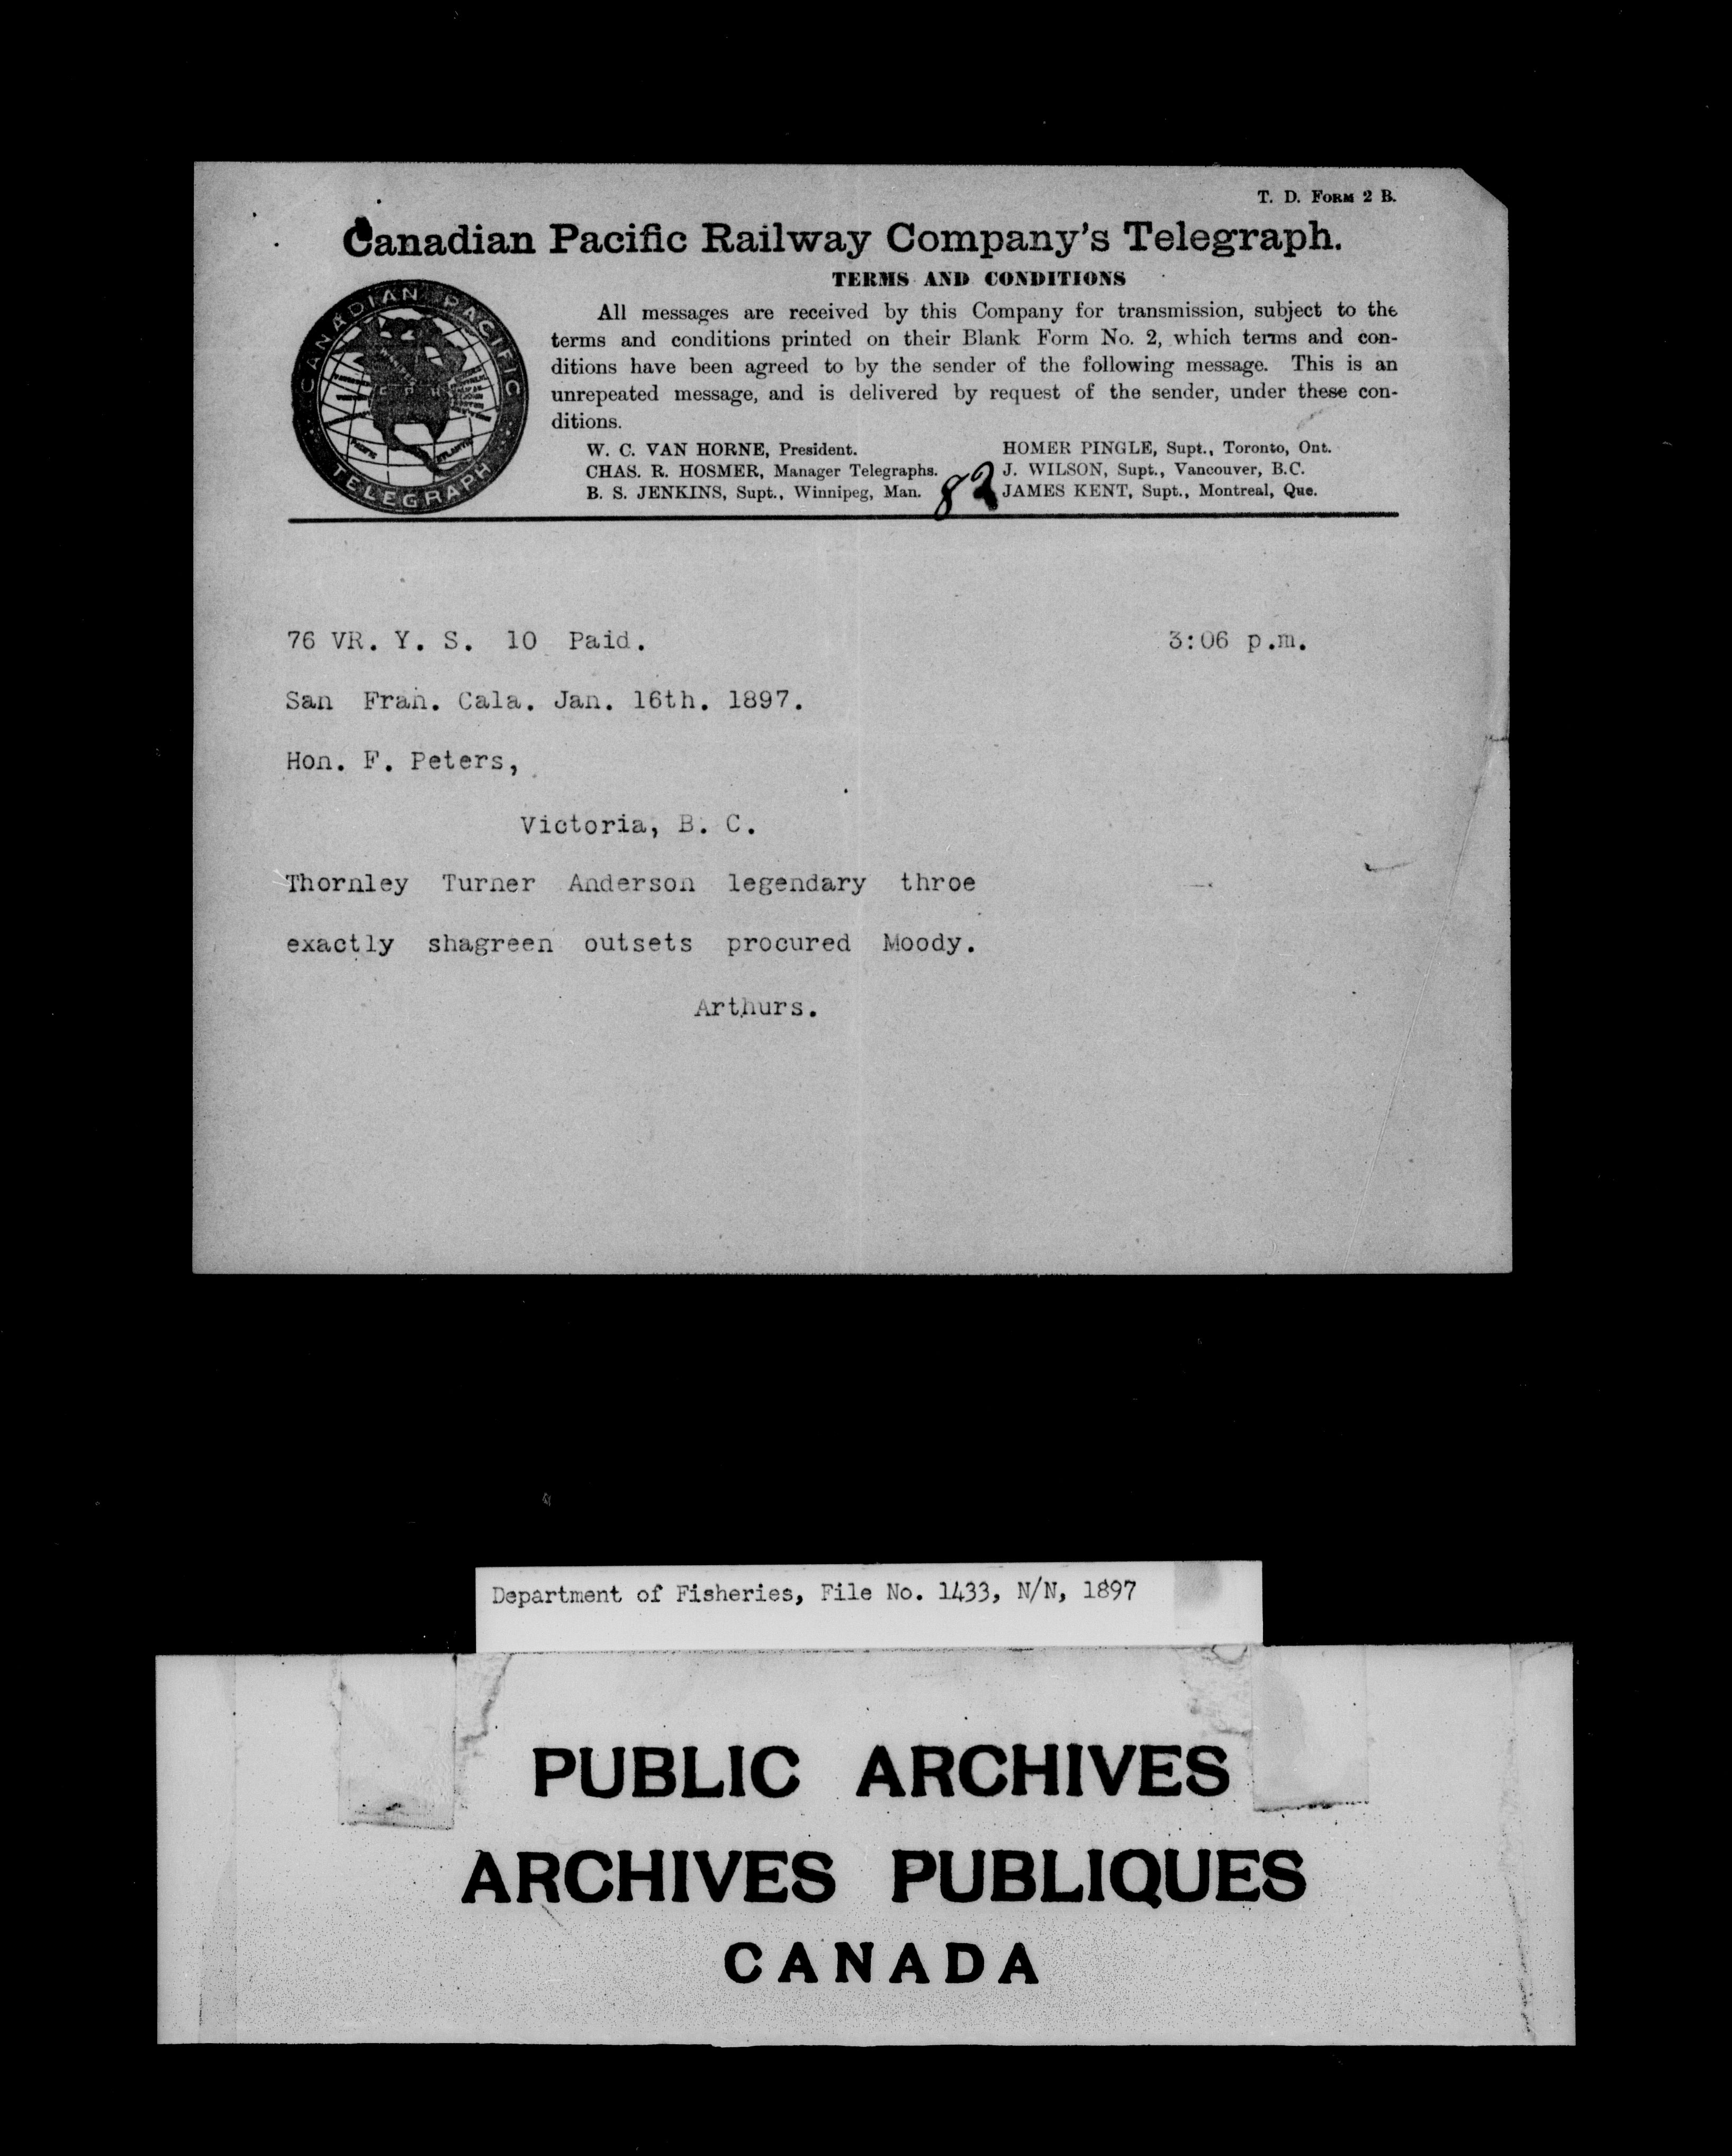 T. D. FORM 2 B.
Canadian Pacific Railway Company's Telegraph.
TERMS AND CONDITIONS
CANADIAN PACIFIC
TELEGRAPH
All messages are received by this Company for transmission, subject to the
terms and conditions printed on their Blank Form No. 2, which terms and con-
ditions have been agreed to by the sender of the following message. This is an
unrepeated message, and is delivered by request of the sender, under these con-
ditions.
W. C. VAN HORNE, President.
HOMER PINGLE, Supt., Toronto, Ont.
CHAS. R. HOSMER, Manager Telegraphs.
J. WILSON, Supt., Vancouver, B.C.
B. S. JENKINS, Supt., Winnipeg, Man.
82
JAMES KENT, Supt., Montreal, Que.
76 VR. Y. S. 10 Paid. 3:06 p.m.
San Fran. Cala. Jan. 16th. 1897.
Hon. F. Peters,
Victoria, B. C.
Thornley Turner Anderson legendary throe
exactly shagreen outsets procured Moody.
Arthurs.
Department of Fisheries, File No. 1433, N/N, 1897
PUBLIC ARCHIVES
ARCHIVES PUBLIQUES
CANADA